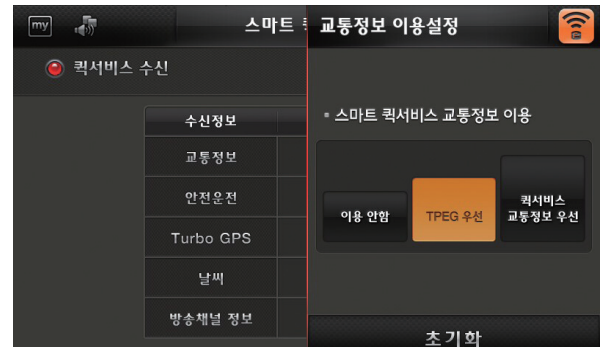 my
스마트
퀵서비스 수신
수신정보
교통정보
안전운전
Turbo GPS
날씨
방송채널 정보
교통정보 이용설정
스마트 퀵서비스 교통정보 이용
이용 안함
TPEG 우선
퀵서비스
교통정보 우선
초기화